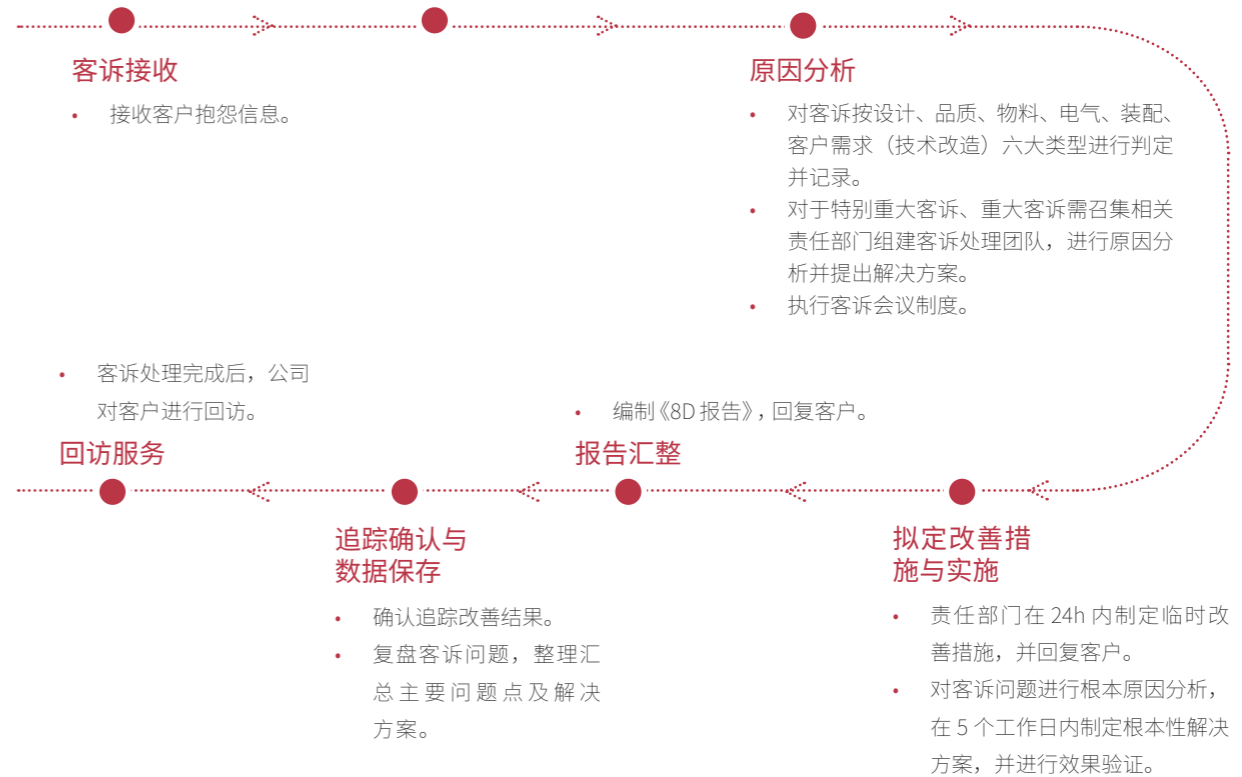 客诉接收
• 接收客户抱怨信息。
原因分析
• 对客诉按设计、品质、物料、电气、装配、
客户需求（技术改造）六大类型进行判定
并记录。
• 对于特别重大客诉、重大客诉需召集相关
责任部门组建客诉处理团队，进行原因分
析并提出解决方案。
• 执行客诉会议制度。
拟定改善措
施与实施
• 责任部门在 24h 内制定临时改
善措施，并回复客户。
• 对客诉问题进行根本原因分析，
在 5 个工作日内制定根本性解决
方案，并进行效果验证。
• 编制《8D 报告》，回复客户。
报告汇整
追踪确认与
数据保存
• 确认追踪改善结果。
• 复盘客诉问题，整理汇
总主要问题点及解决
方案。
• 客诉处理完成后，公司
对客户进行回访。
回访服务